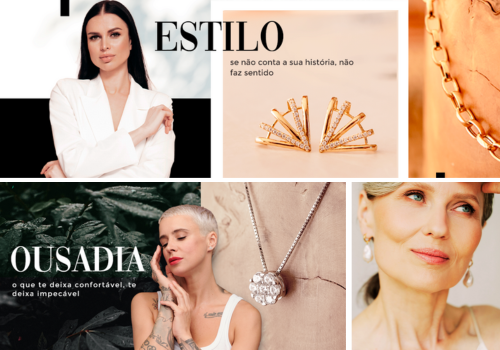 ESTILO
se não conta a sua história, não
faz sentido
OUSADIA
o que te deixa confortável, te
deixa impecável